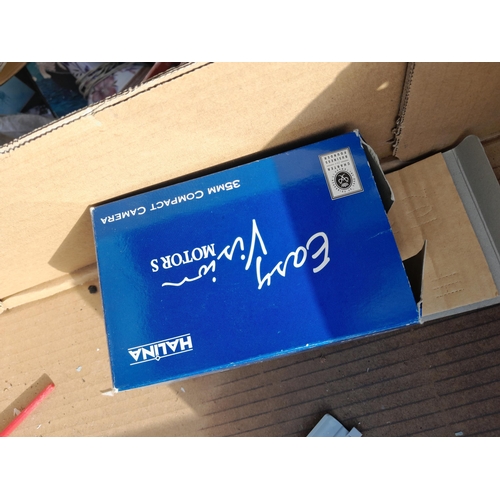 HALINA
Easy
Vision
MOTOR S
35MM COMPACT CAMERA